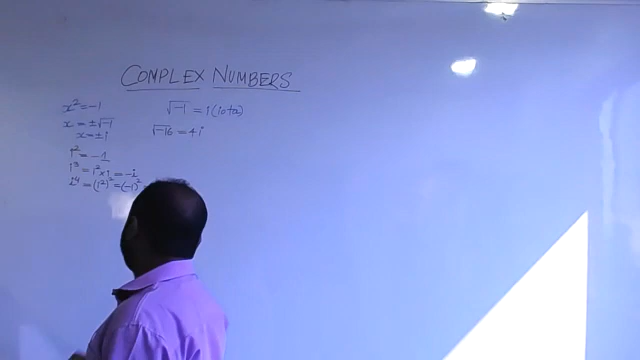 COMPLEX NUMBERS
x² = -1
x = ±√-1
x = ±i
√-1 = i (iota)
√-16 = 4i
i² = -1
i³ = i² × i = -i
i⁴ = (i²)² = (-1)²